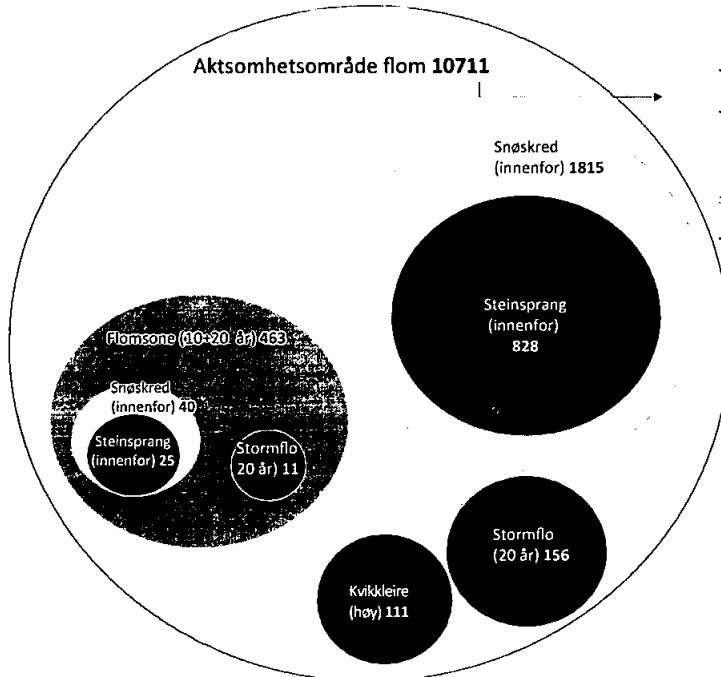 Aktsomhetsområde flom 10711
Snøskred
(innenfor) 1815
Steinsprang
(innenfor)
828
Flomsone (10+20 år) 463
Snøskred
(innenfor) 40
Steinsprang
(innenfor) 25
Stormflo
20 år) 11
Stormflo
(20 år) 156
Kvikkleire
(høy) 111